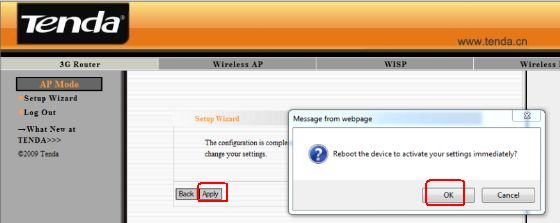 Tenda
www.tenda.cn
3G Router
Wireless AP
WISP
Wireless
AP Mode
Setup Wizard
Log Out
—What New at
TENDA>>>
©2009 Tenda
Setup Wizard
The configuration is comple
change your settings.
Back
Apply
Message from webpage
Reboot the device to activate your settings immediately?
OK
Cancel